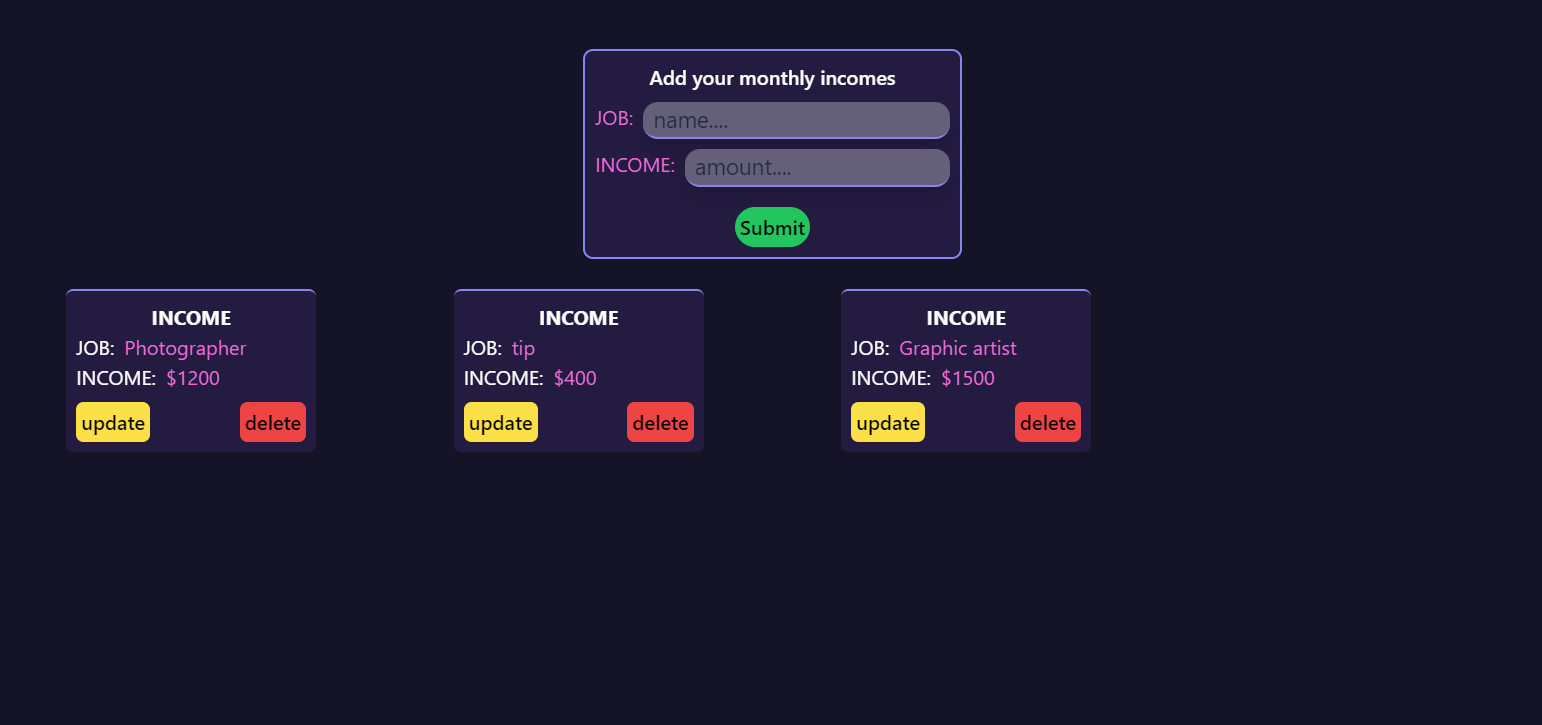 Add your monthly incomes
JOB: name....
INCOME: amount....
Submit
INCOME
JOB: Photographer
INCOME: $1200
update delete
INCOME
JOB: tip
INCOME: $400
update delete
INCOME
JOB: Graphic artist
INCOME: $1500
update delete